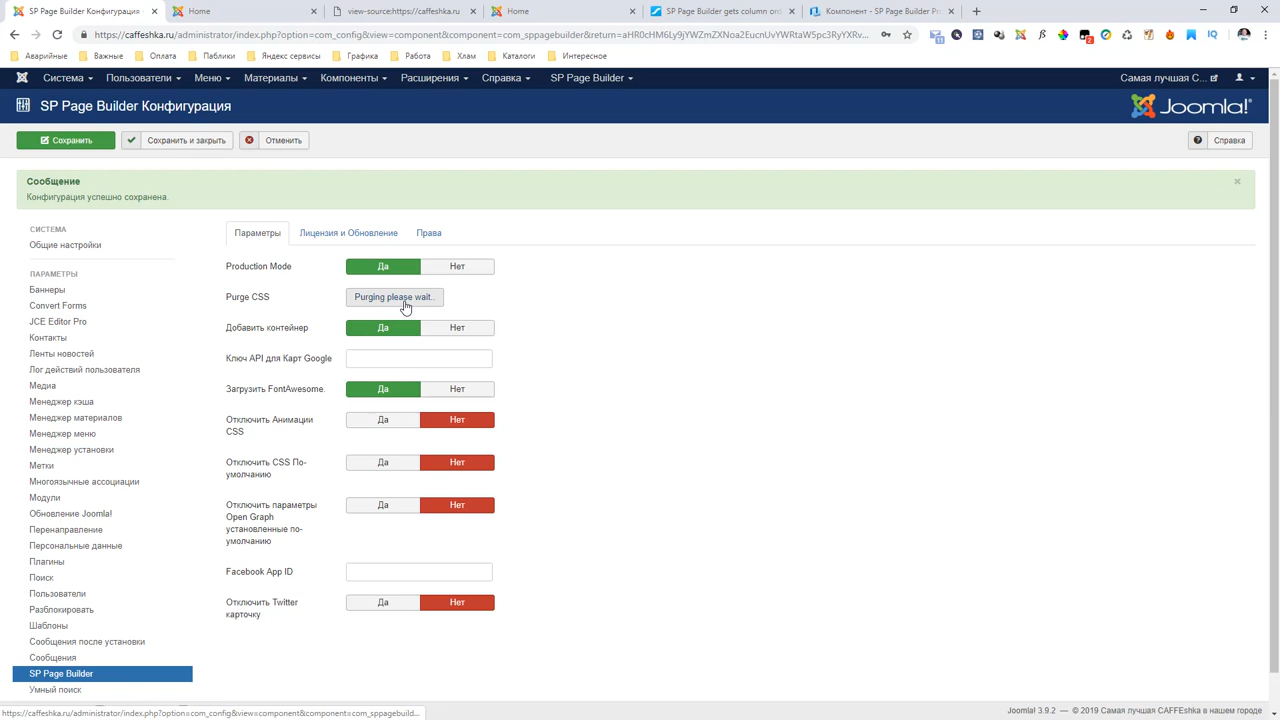 SP Page Builder Конфигурация
Home
view-source:https://caffeshka.ru
Home
SP Page Builder gets column ord
Компонент - SP Page Builder Pr
https://caffeshka.ru/administrator/index.php?option=com_config&view=component&component=com_sppagebuilder&return=
Аварийные
Важные
Оплата
Паблики
Яндекс сервисы
Графика
Работа
Хлам
Каталоги
Интересное
Система
Пользователи
Меню
Материалы
Компоненты
Расширения
Справка
SP Page Builder
Самая лучшая С...
SP Page Builder Конфигурация
Joomla!
Сохранить
Сохранить и закрыть
Отменить
Справка
Сообщение
Конфигурация успешно сохранена.
СИСТЕМА
Общие настройки
ПАРАМЕТРЫ
Баннеры
Convert Forms
JCE Editor Pro
Контакты
Ленты новостей
Лог действий пользователя
Медиа
Менеджер кэша
Менеджер материалов
Менеджер меню
Менеджер установки
Метки
Многоязычные ассоциации
Модули
Обновление Joomla!
Перенаправление
Персональные данные
Плагины
Поиск
Пользователи
Разблокировать
Шаблоны
Сообщения после установки
Сообщения
SP Page Builder
Умный поиск
Параметры
Лицензия и Обновление
Права
Production Mode
Да
Нет
Purge CSS
Purging please wait..
Добавить контейнер
Да
Нет
Ключ API для Карт Google
Загрузить FontAwesome.
Да
Нет
Отключить Анимации
CSS
Да
Нет
Отключить CSS По-
умолчанию
Да
Нет
Отключить параметры
Open Graph
установленные по-
умолчанию
Да
Нет
Facebook App ID
Отключить Twitter
карточку
Да
Нет
https://caffeshka.ru/administrator/index.php?option=com_config&view=component&component=com_sppagebuild...
Joomla! 3.9.2 — © 2019 Самая лучшая CAFFEshka в нашем городе